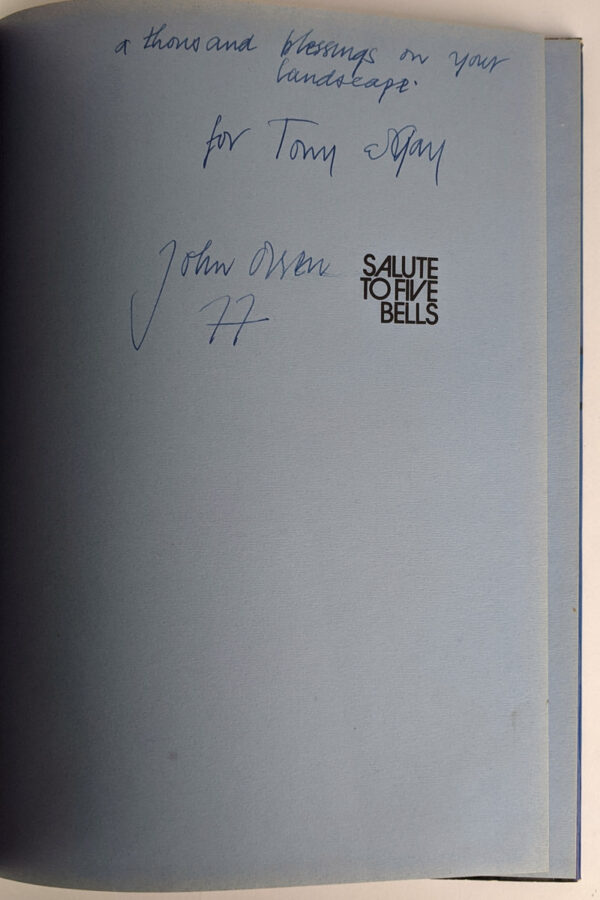 a thousand blessings on your
landscape.
for Tony
John Olsen
77
SALUTE
TO FIVE
BELLS